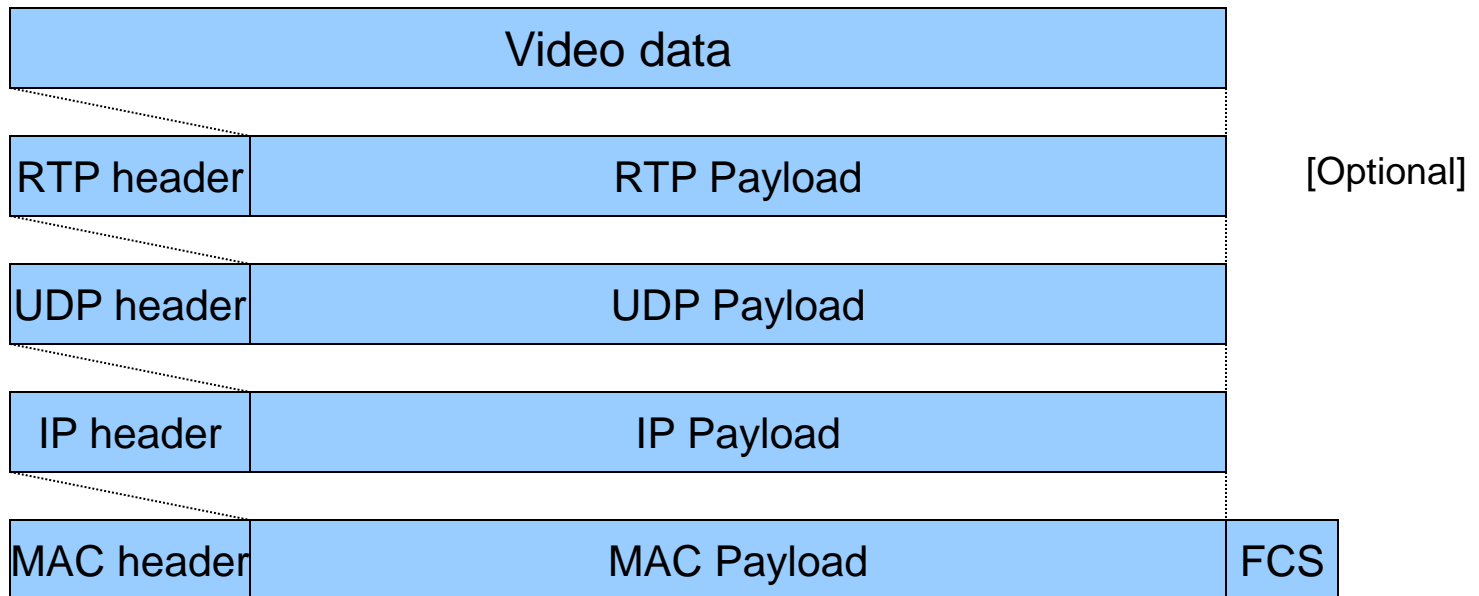 Video data
RTP header RTP Payload [Optional]
UDP header UDP Payload
IP header IP Payload
MAC header MAC Payload FCS